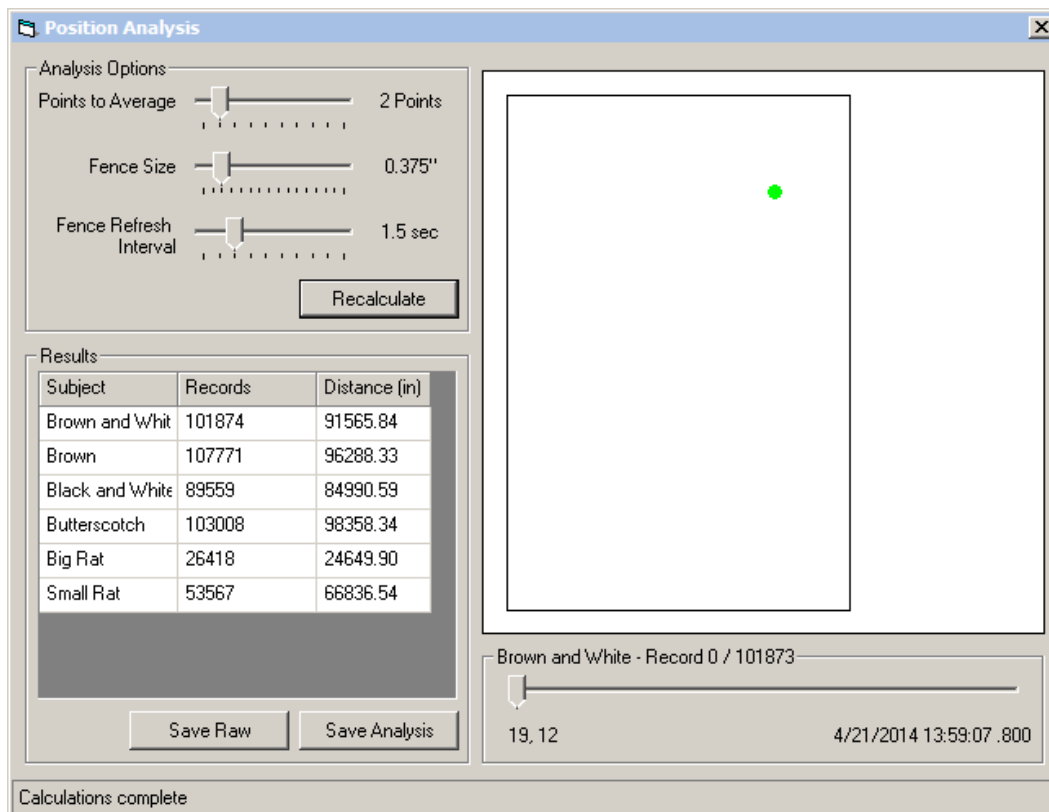 Position Analysis
Analysis Options
Points to Average 2 Points
Fence Size 0.375"
Fence Refresh
Interval 1.5 sec
Recalculate
Results
Subject Records Distance (in)
Brown and Whit 101874 91565.84
Brown 107771 96288.33
Black and White 89559 84990.59
Butterscotch 103008 98358.34
Big Rat 26418 24649.90
Small Rat 53567 66836.54
Save Raw Save Analysis
Brown and White - Record 0 / 101873
19, 12 4/21/2014 13:59:07 .800
Calculations complete